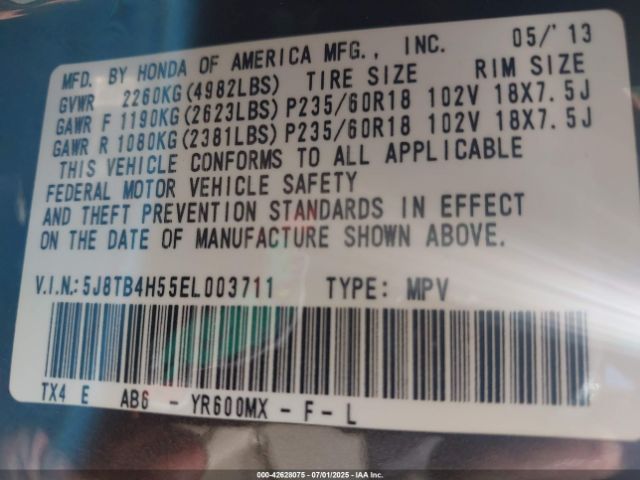 MFD. BY HONDA OF AMERICA MFG., INC. 05/'13
GVWR 2260KG(4982LBS) TIRE SIZE RIM SIZE
GAWR F 1190KG(2623LBS) P235/60R18 102V 18X7.5J
GAWR R 1080KG(2381LBS) P235/60R18 102V 18X7.5J
THIS VEHICLE CONFORMS TO ALL APPLICABLE
FEDERAL MOTOR VEHICLE SAFETY
AND THEFT PREVENTION STANDARDS IN EFFECT
ON THE DATE OF MANUFACTURE SHOWN ABOVE.
V.I.N.:5J8TB4H55EL003711 TYPE: MPV
TX4 E AB6 - YR600MX - F - L
000-42628075 - 07/01/2025 - IAA Inc.